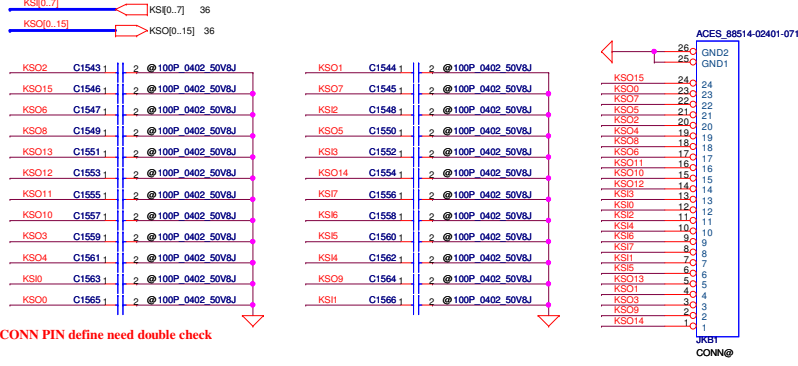 KSI[0..7] KSI[0..7] 36
KSO[0..15] KSO[0..15] 36
KSO2 C1543 1 2 @100P_0402_50V8J
KSO15 C1546 1 2 @100P_0402_50V8J
KSO6 C1547 1 2 @100P_0402_50V8J
KSO8 C1549 1 2 @100P_0402_50V8J
KSO13 C1551 1 2 @100P_0402_50V8J
KSO12 C1553 1 2 @100P_0402_50V8J
KSO11 C1555 1 2 @100P_0402_50V8J
KSO10 C1557 1 2 @100P_0402_50V8J
KSO3 C1559 1 2 @100P_0402_50V8J
KSO4 C1561 1 2 @100P_0402_50V8J
KSI0 C1563 1 2 @100P_0402_50V8J
KSO0 C1565 1 2 @100P_0402_50V8J
CONN PIN define need double check
KSO1 C1544 1 2 @100P_0402_50V8J
KSO7 C1545 1 2 @100P_0402_50V8J
KSI2 C1548 1 2 @100P_0402_50V8J
KSO5 C1550 1 2 @100P_0402_50V8J
KSI3 C1552 1 2 @100P_0402_50V8J
KSO14 C1554 1 2 @100P_0402_50V8J
KSI7 C1556 1 2 @100P_0402_50V8J
KSI6 C1558 1 2 @100P_0402_50V8J
KSI5 C1560 1 2 @100P_0402_50V8J
KSI4 C1562 1 2 @100P_0402_50V8J
KSO9 C1564 1 2 @100P_0402_50V8J
KSI1 C1566 1 2 @100P_0402_50V8J
ACES_88514-02401-071
26 GND2
25 GND1
KSO15 24 24
KSO0 23 23
KSO7 22 22
KSO5 21 21
KSO2 20 20
KSO4 19 19
KSO8 18 18
KSO6 17 17
KSO11 16 16
KSO10 15 15
KSO12 14 14
KSI3 13 13
KSI0 12 12
KSI2 11 11
KSI4 10 10
KSI6 9 9
KSI7 8 8
KSI1 7 7
KSI5 6 6
KSO13 5 5
KSO1 4 4
KSO3 3 3
KSO9 2 2
KSO14 1 1
JKB1
CONN@